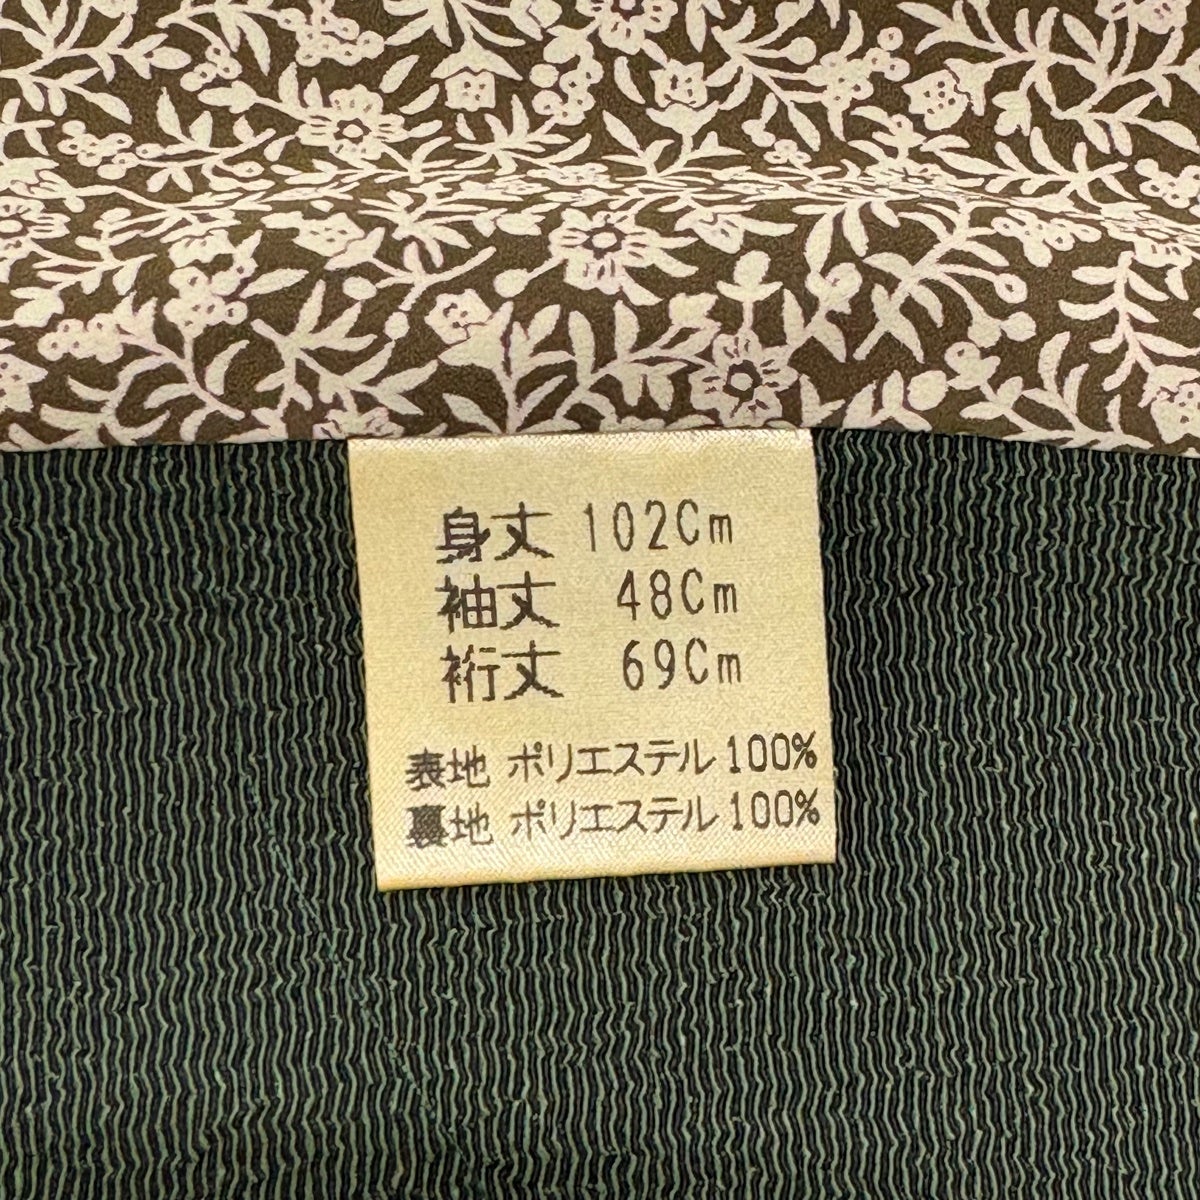 身丈 102Cm
袖丈 48Cm
裄丈 69Cm
表地 ポリエステル 100%
裏地 ポリエステル 100%